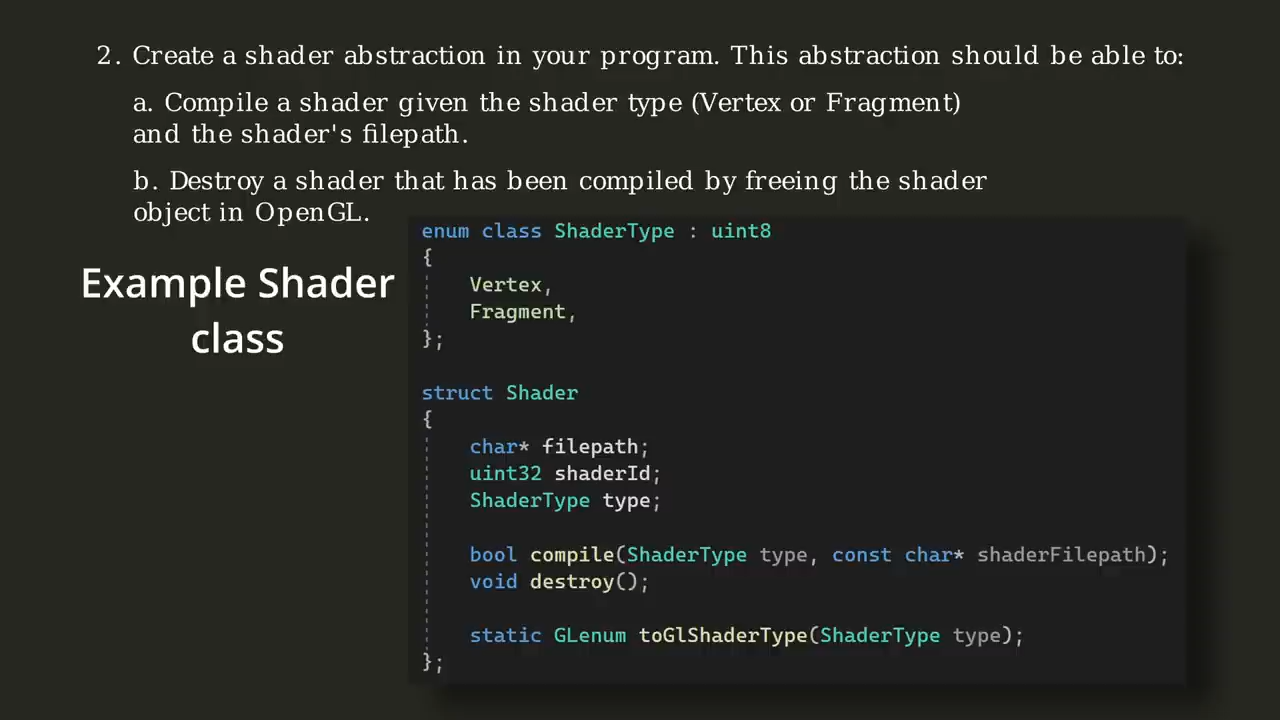 2. Create a shader abstraction in your program. This abstraction should be able to:
a. Compile a shader given the shader type (Vertex or Fragment)
and the shader's filepath.
b. Destroy a shader that has been compiled by freeing the shader
object in OpenGL.
Example Shader
class
enum class ShaderType : uint8
{
    Vertex,
    Fragment,
};
struct Shader
{
    char* filepath;
    uint32 shaderId;
    ShaderType type;
    bool compile(ShaderType type, const char* shaderFilepath);
    void destroy();
    static GLenum toGlShaderType(ShaderType type);
};